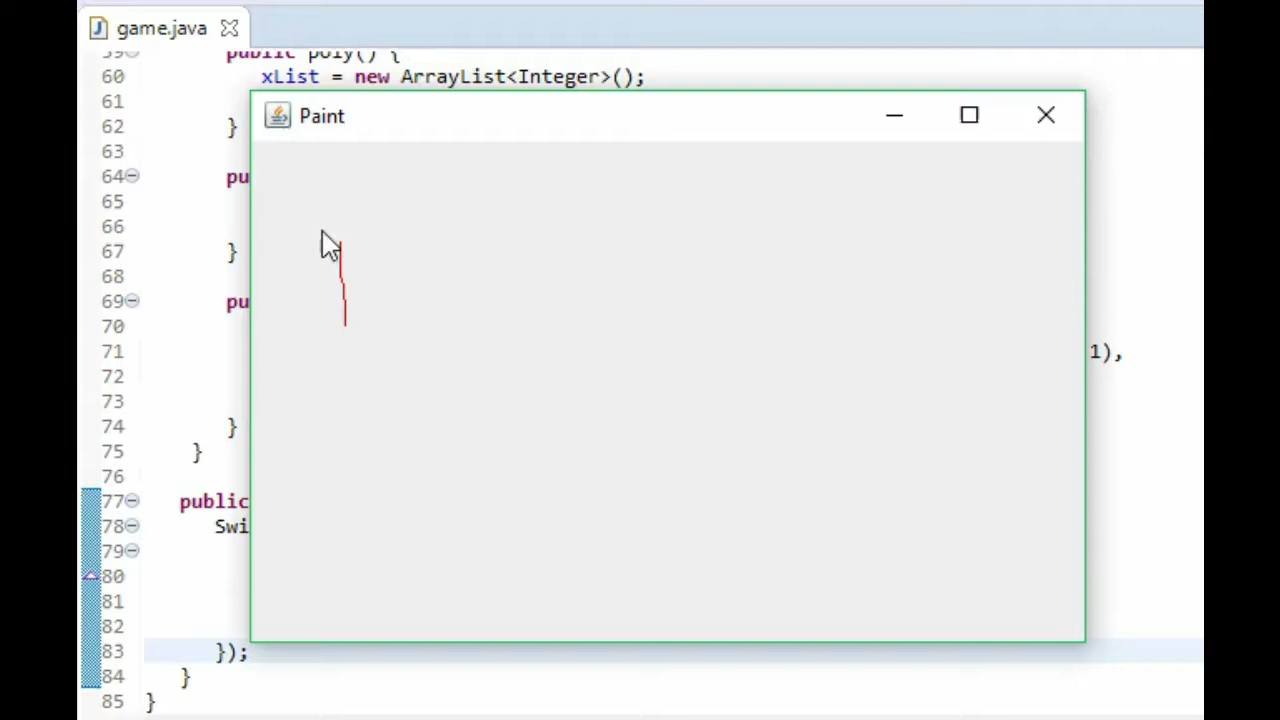 game.java
59 public poly() {
60 xList = new ArrayList<Integer>();
61
62 }
Paint
63
64 pu
65
66
67 }
68
69 pu
70
71 1),
72
73
74 }
75 }
76
77 public
78 Swi
79
80
81
82
83 });
84 }
85 }